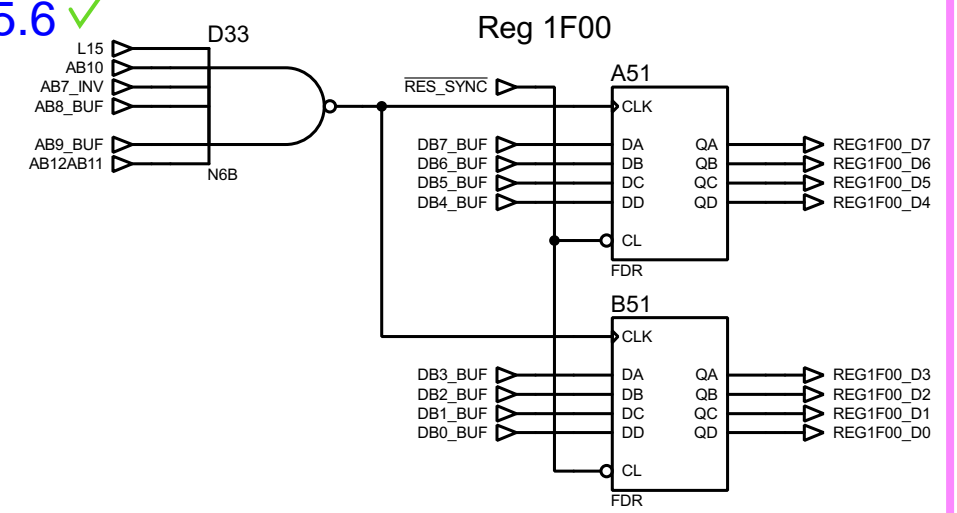 5.6
Reg 1F00
D33
L15
AB10
AB7_INV
AB8_BUF
AB9_BUF
AB12AB11
N6B
RES_SYNC
A51
CLK
DB7_BUF DA QA REG1F00_D7
DB6_BUF DB QB REG1F00_D6
DB5_BUF DC QC REG1F00_D5
DB4_BUF DD QD REG1F00_D4
CL
FDR
B51
CLK
DB3_BUF DA QA REG1F00_D3
DB2_BUF DB QB REG1F00_D2
DB1_BUF DC QC REG1F00_D1
DB0_BUF DD QD REG1F00_D0
CL
FDR